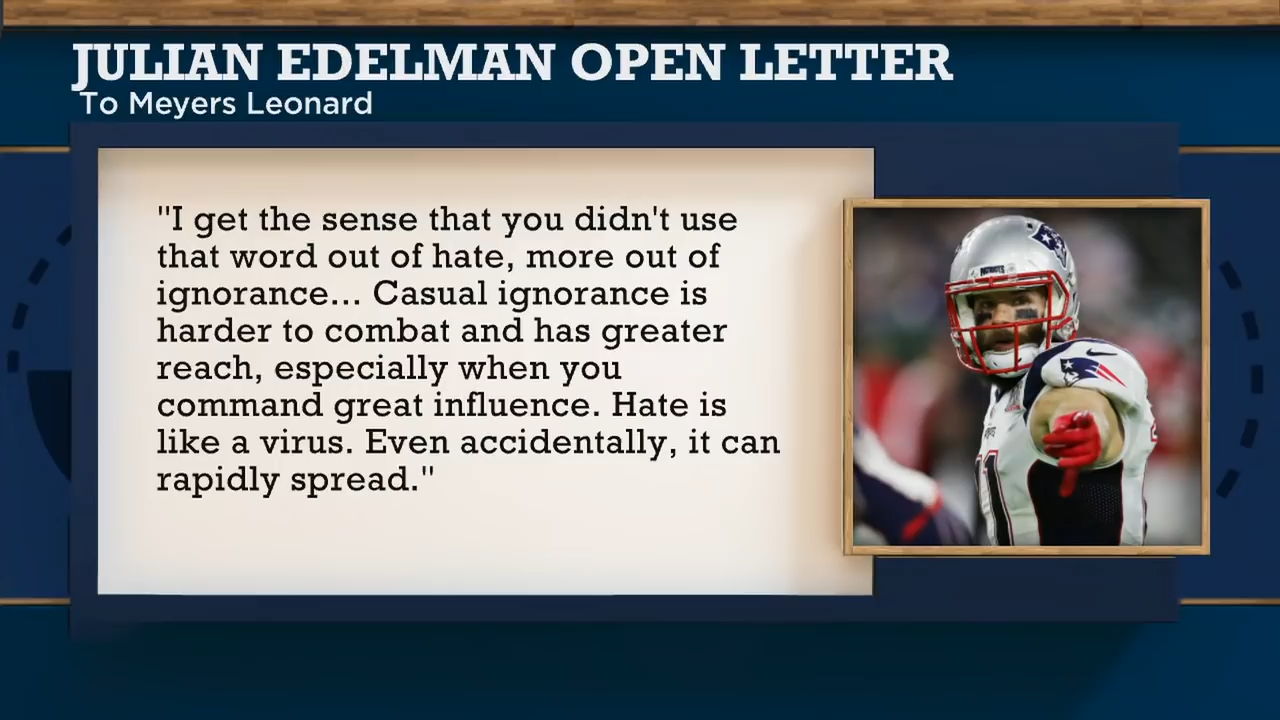 JULIAN EDELMAN OPEN LETTER
To Meyers Leonard
"I get the sense that you didn't use
that word out of hate, more out of
ignorance... Casual ignorance is
harder to combat and has greater
reach, especially when you
command great influence. Hate is
like a virus. Even accidentally, it can
rapidly spread."
PATRIOTS
11